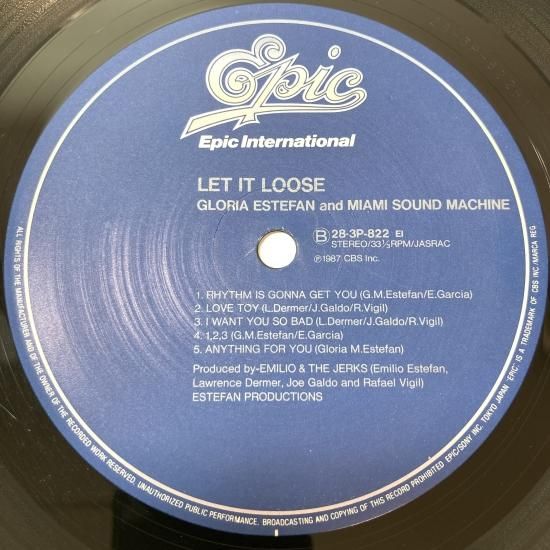 Epic
Epic International
LET IT LOOSE
GLORIA ESTEFAN and MIAMI SOUND MACHINE
B 28·3P-822 EI
STEREO/33⅓RPM/JASRAC
Ⓟ1987 CBS Inc.
1. RHYTHM IS GONNA GET YOU (G.M.Estefan/E.Garcia)
2. LOVE TOY (L.Dermer/J.Galdo/R.Vigil)
3. I WANT YOU SO BAD (L.Dermer/J.Galdo/R.Vigil)
4. 1,2,3 (G.M.Estefan/E.Garcia)
5. ANYTHING FOR YOU (Gloria M.Estefan)
Produced by-EMILIO & THE JERKS (Emilio Estefan,
Lawrence Dermer, Joe Galdo and Rafael Vigil)
ESTEFAN PRODUCTIONS
ALL RIGHTS OF THE MANUFACTURER AND OF THE OWNER OF THE RECORDED WORK RESERVED. UNAUTHORIZED PUBLIC PERFORMANCE. BROADCASTING AND COPYING OF THIS RECORD PROHIBITED EPIC/SONY INC. TOKYO JAPAN "EPIC" IS A TRADEMARK OF CBS INC./MARCA REG